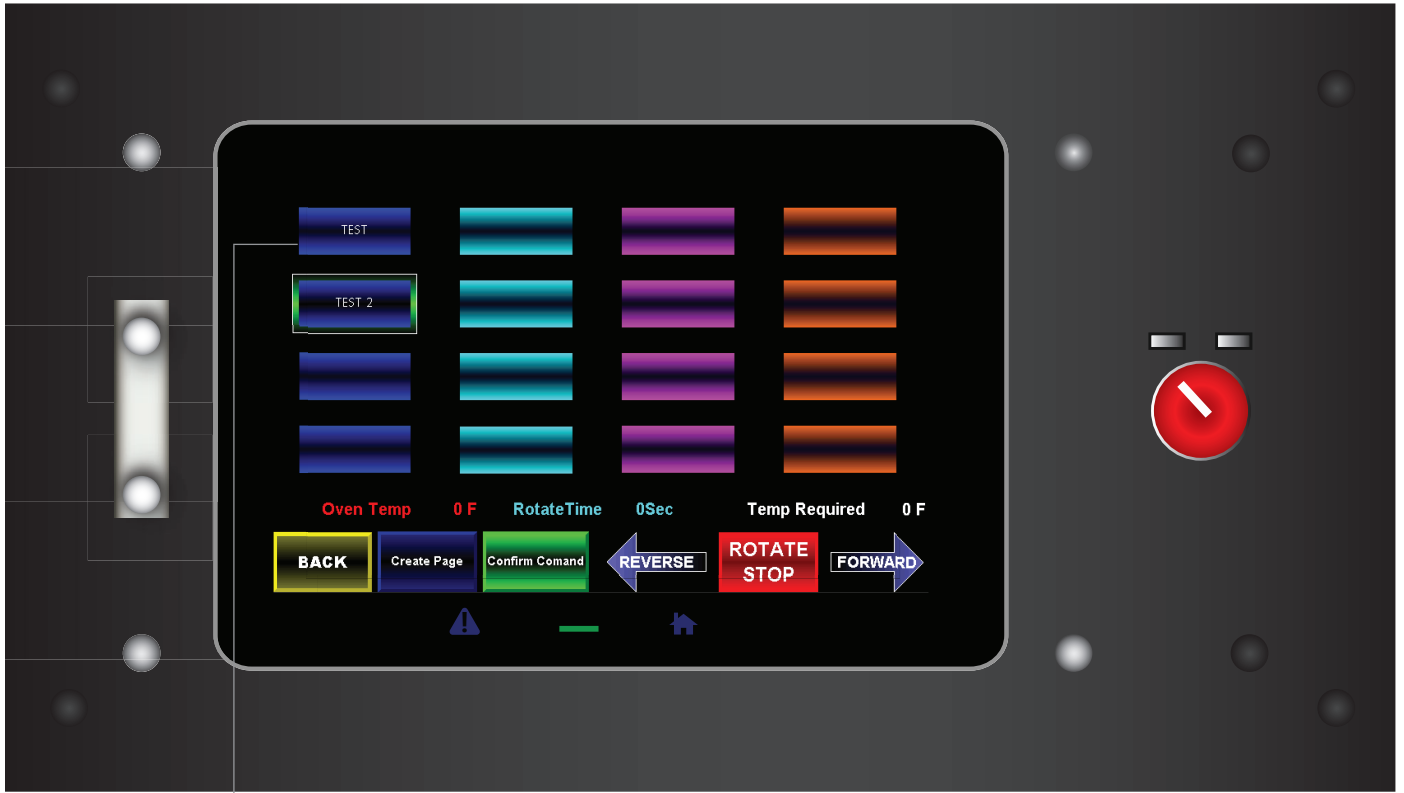 TEST
TEST 2
Oven Temp 0 F RotateTime 0Sec Temp Required 0 F
BACK
Create Page
Confirm Comand
REVERSE
ROTATE
STOP
FORWARD